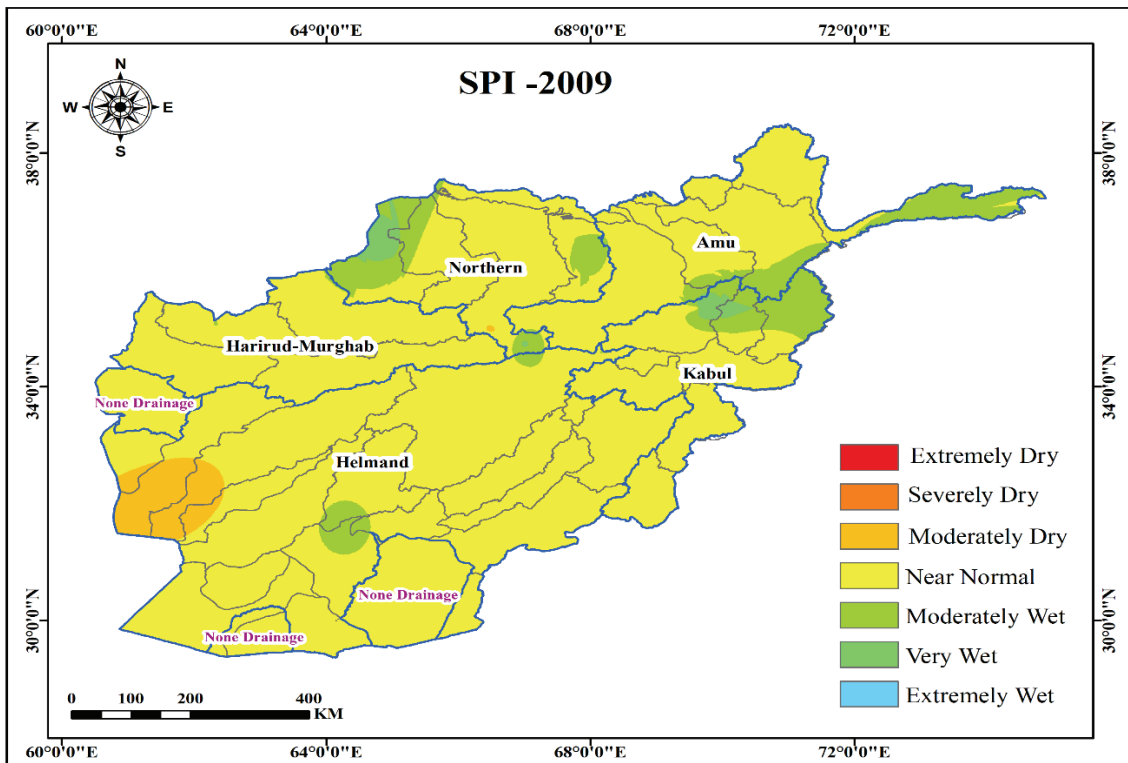 60°0'0"E 64°0'0"E 68°0'0"E 72°0'0"E
SPI -2009
N
W E
S
38°0'0"N 38°0'0"N
Amu
Northern
Harirud-Murghab
Kabul
34°0'0"N 34°0'0"N
None Drainage
Helmand
Extremely Dry
Severely Dry
Moderately Dry
Near Normal
None Drainage
Moderately Wet
30°0'0"N 30°0'0"N
None Drainage
Very Wet
Extremely Wet
0 100 200 400
KM
60°0'0"E 64°0'0"E 68°0'0"E 72°0'0"E